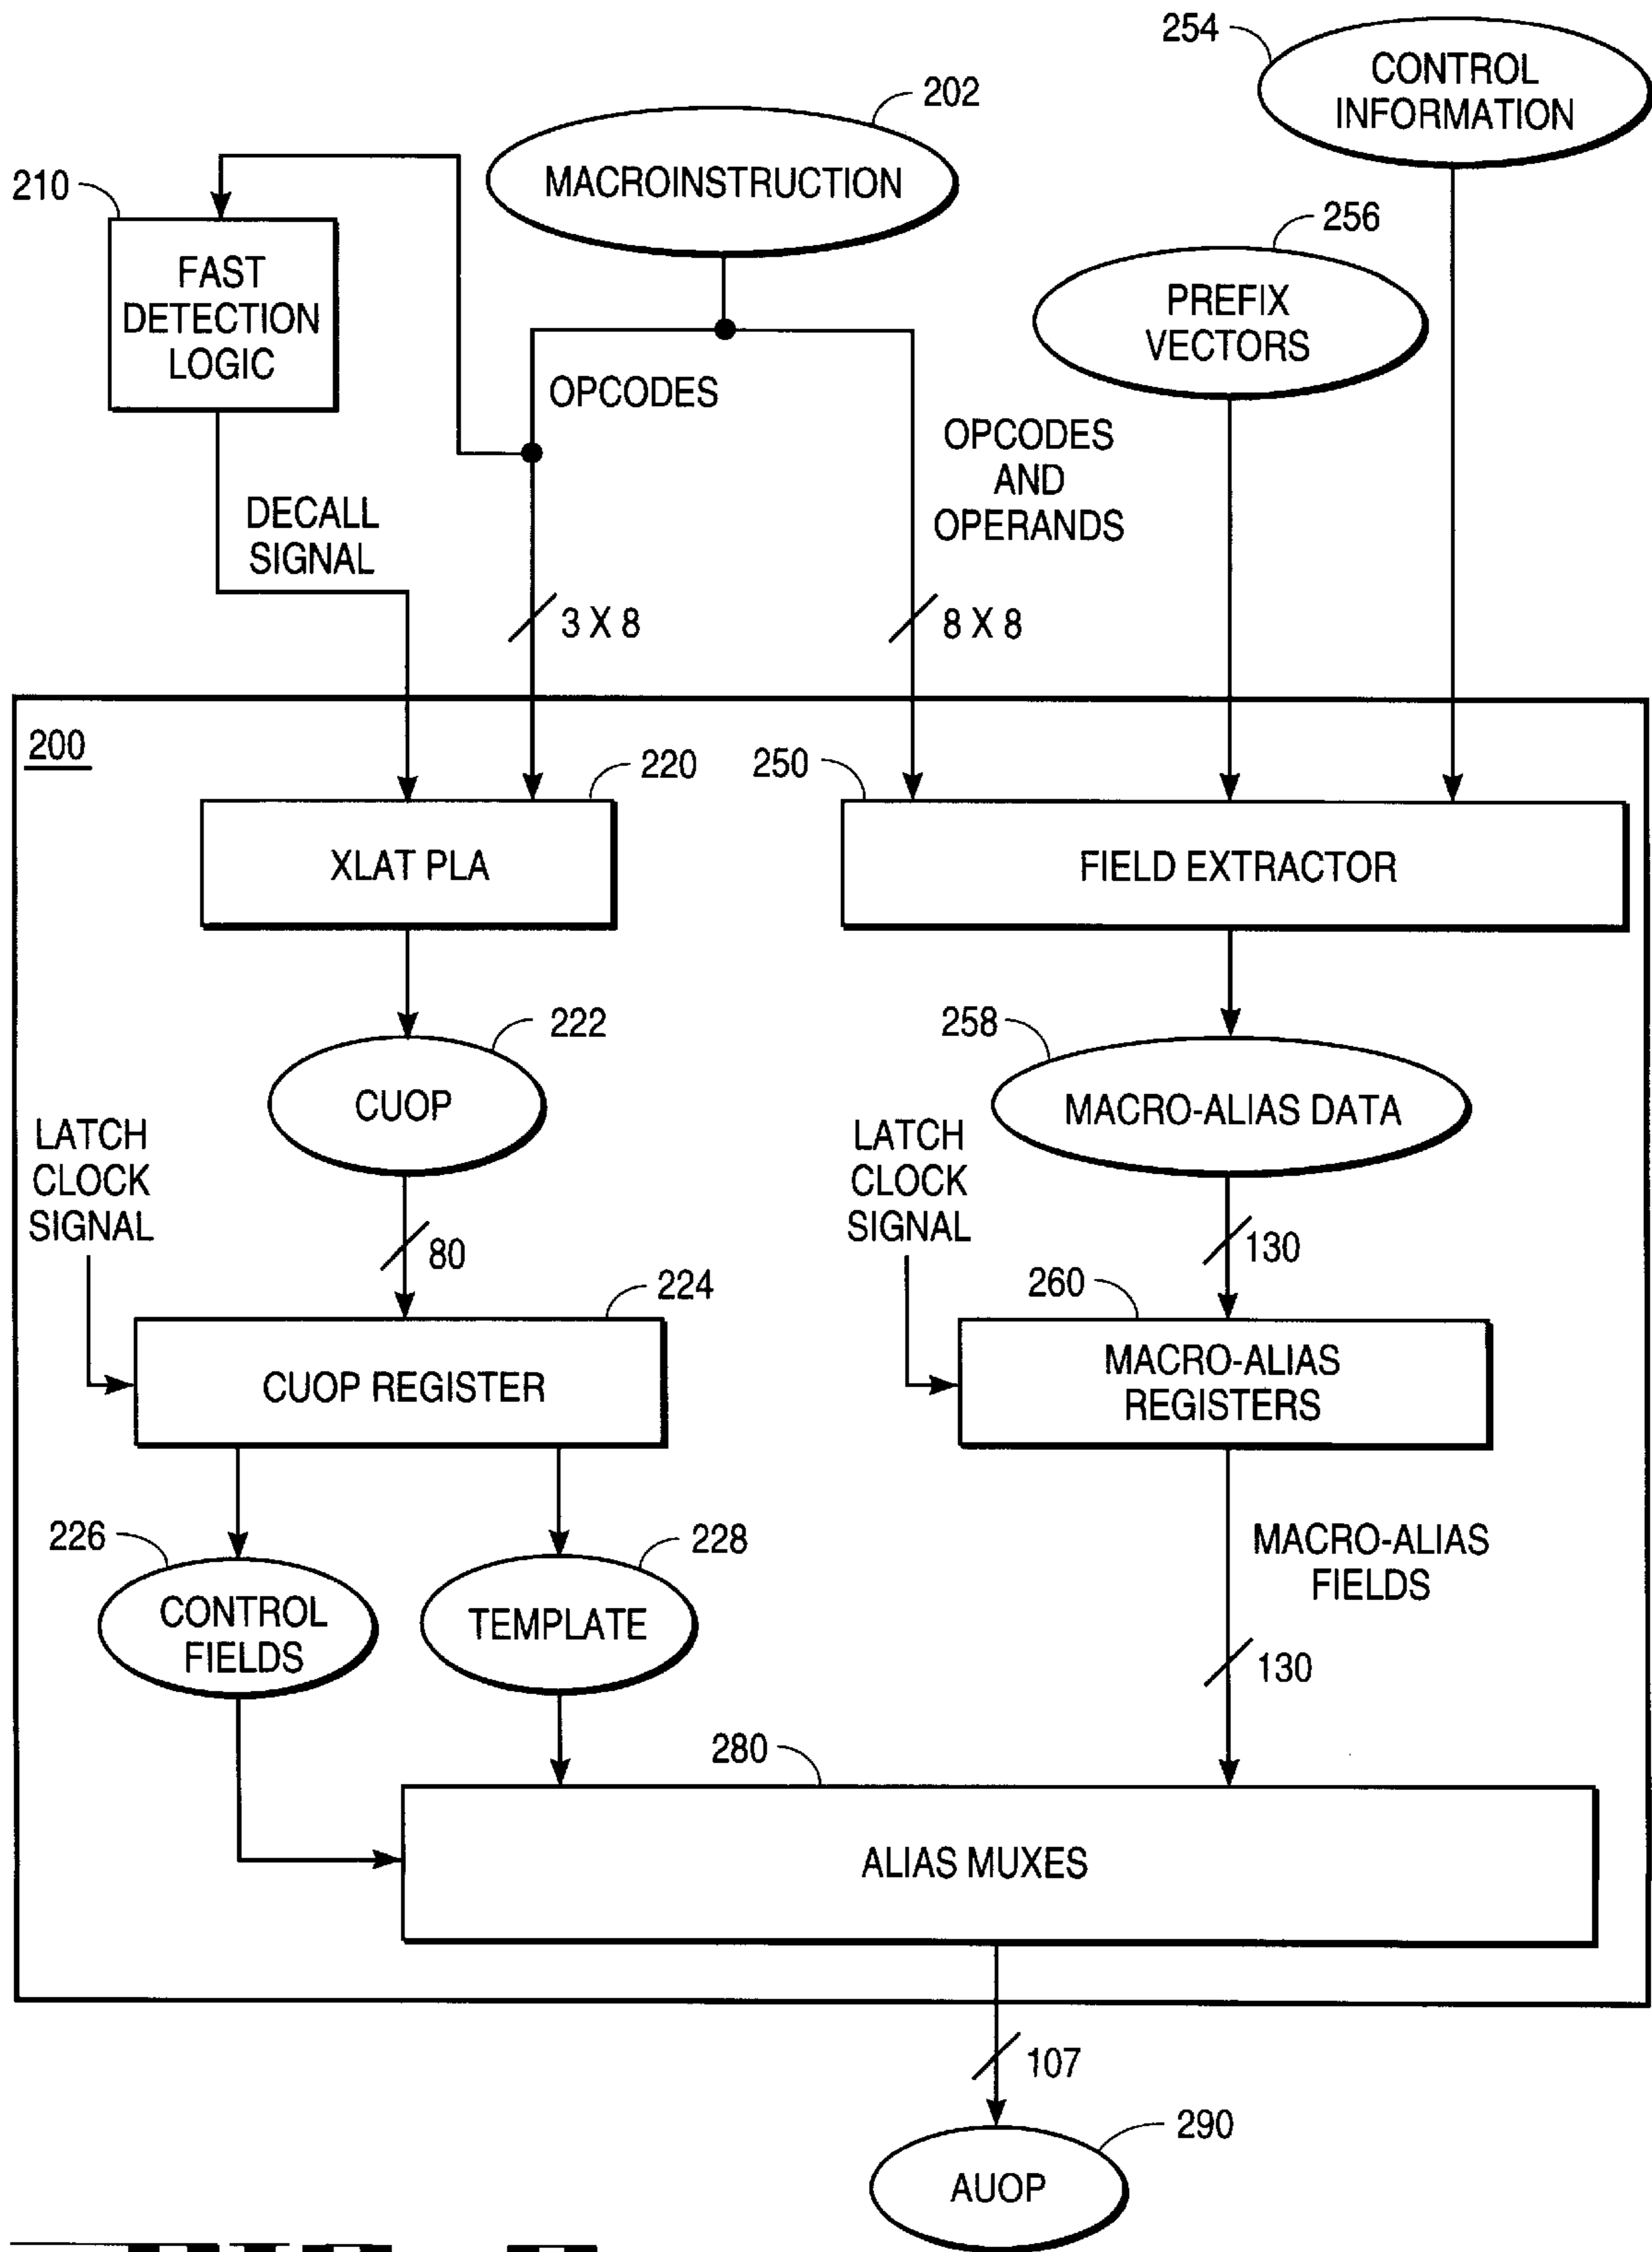 254
CONTROL
INFORMATION
202
MACROINSTRUCTION
210
FAST
DETECTION
LOGIC
256
PREFIX
VECTORS
OPCODES
OPCODES
AND
OPERANDS
DECALL
SIGNAL
3 X 8
8 X 8
200
220
XLAT PLA
250
FIELD EXTRACTOR
222
CUOP
258
MACRO-ALIAS DATA
LATCH
CLOCK
SIGNAL
LATCH
CLOCK
SIGNAL
80
130
224
CUOP REGISTER
260
MACRO-ALIAS
REGISTERS
226
CONTROL
FIELDS
228
TEMPLATE
MACRO-ALIAS
FIELDS
130
280
ALIAS MUXES
107
290
AUOP